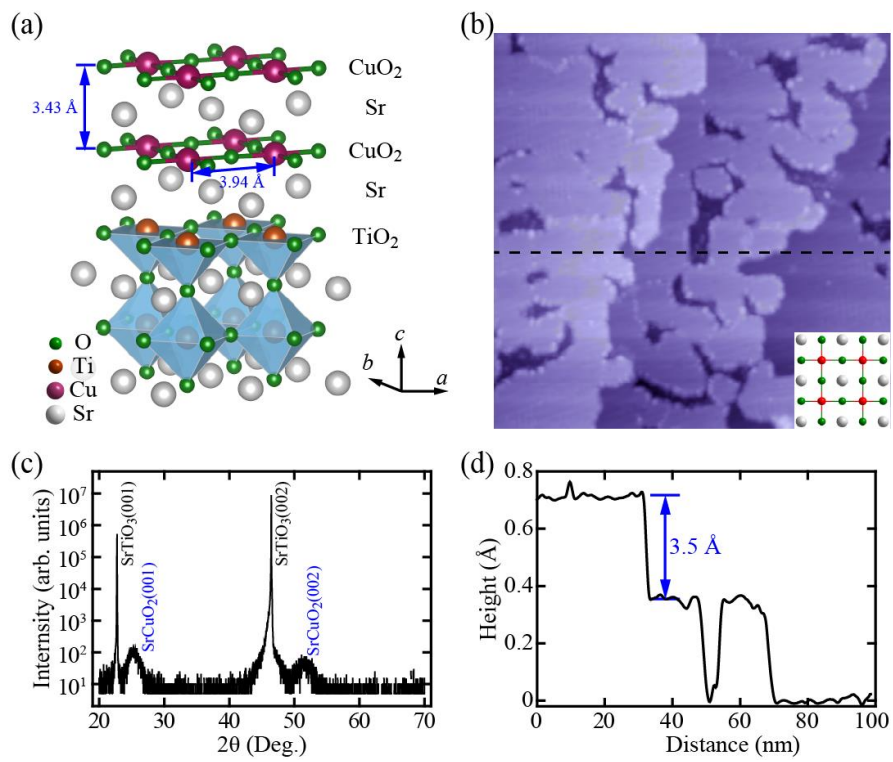 (a)
CuO2
Sr
3.43 Å
CuO2
3.94 Å
Sr
TiO2
O
Ti
Cu
Sr
c
b
a
(b)
(c)
Internsity (arb. units)
10^7
10^6
10^5
10^4
10^3
10^2
10^1
SrTiO3(001)
SrCuO2(001)
SrTiO3(002)
SrCuO2(002)
20 30 40 50 60 70
2θ (Deg.)
(d)
Height (Å)
0.8
0.6
0.4
0.2
0
3.5 Å
0 20 40 60 80 100
Distance (nm)